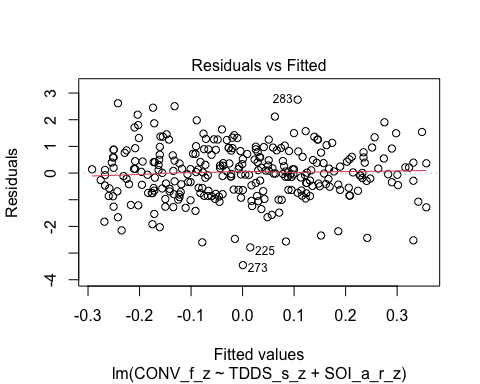 Residuals vs Fitted
Residuals
3
2
1
0
-2
-4
283
225
273
-0.3 -0.2 -0.1 0.0 0.1 0.2 0.3
Fitted values
lm(CONV_f_z ~ TDDS_s_z + SOI_a_r_z)